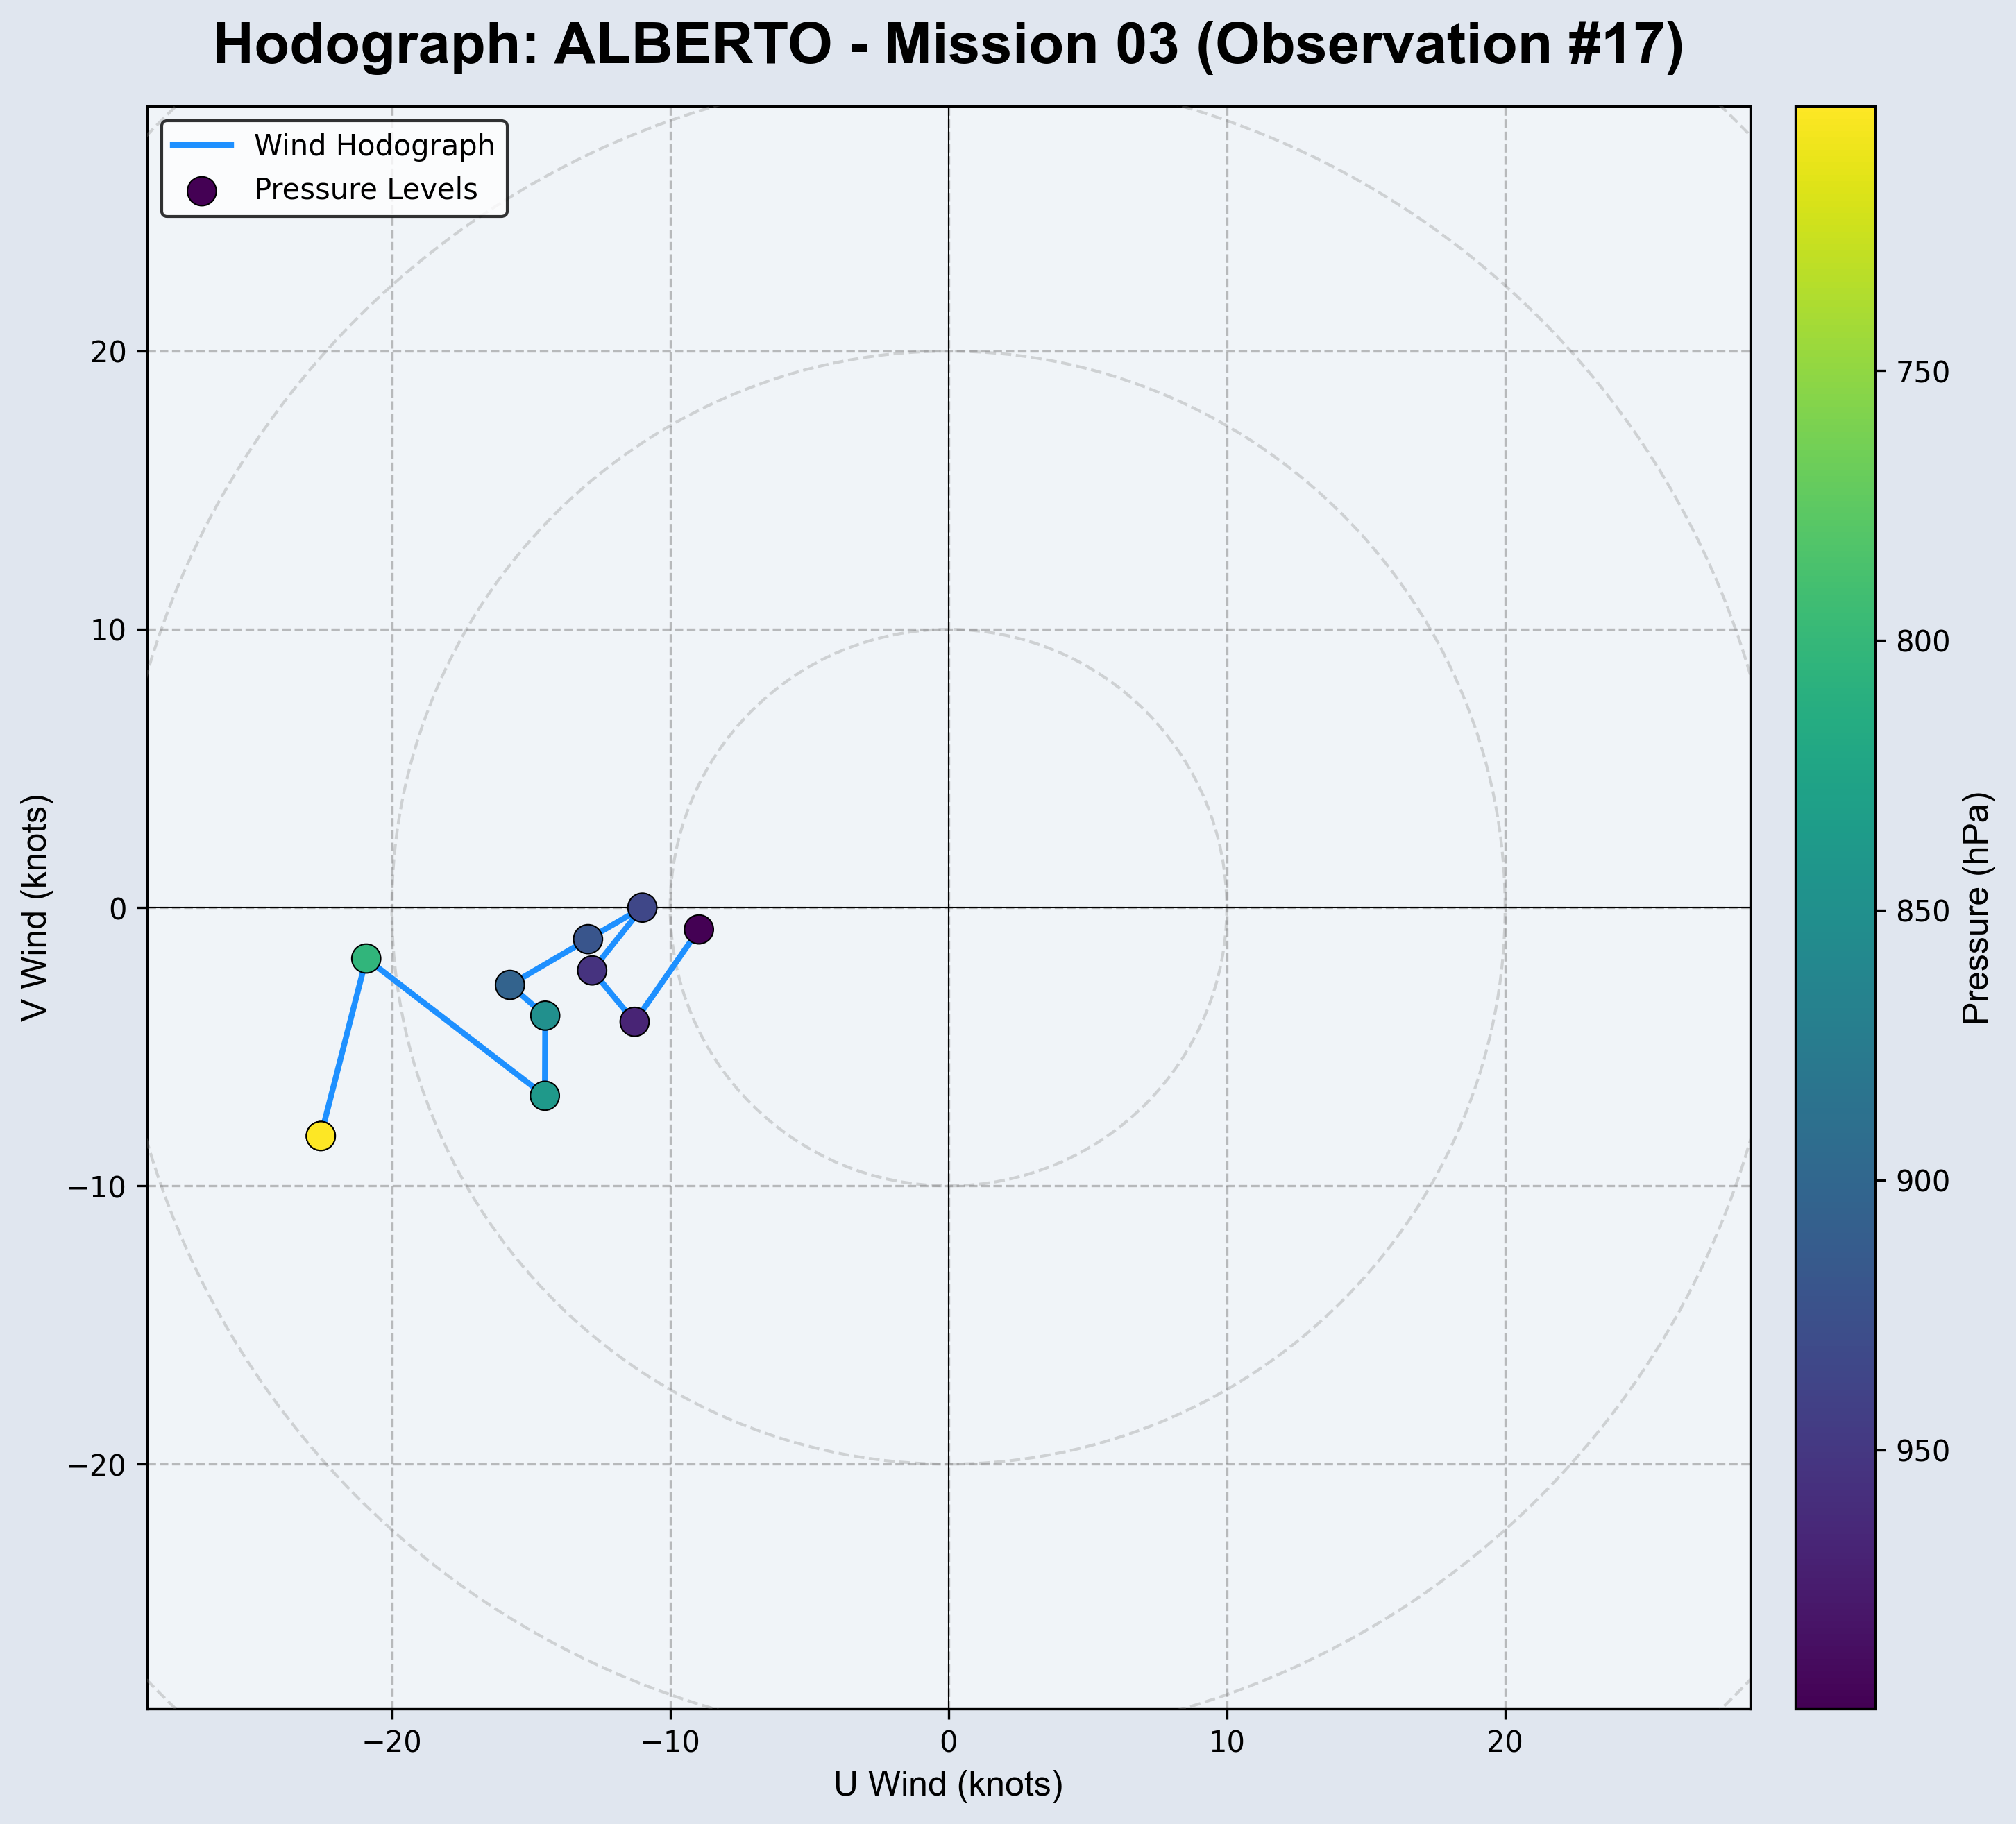 Hodograph: ALBERTO - Mission 03 (Observation #17)
Wind Hodograph
Pressure Levels
20
10
0
−10
−20
V Wind (knots)
−20
−10
0
10
20
U Wind (knots)
750
800
850
900
950
Pressure (hPa)